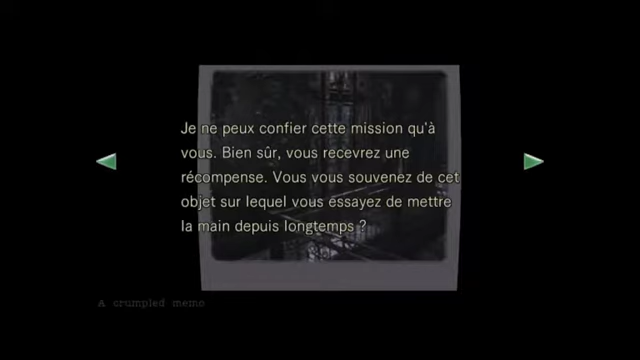 Je ne peux confier cette mission qu'à
vous. Bien sûr, vous recevrez une
récompense. Vous vous souvenez de cet
objet sur lequel vous essayez de mettre
la main depuis longtemps ?
A crumpled memo